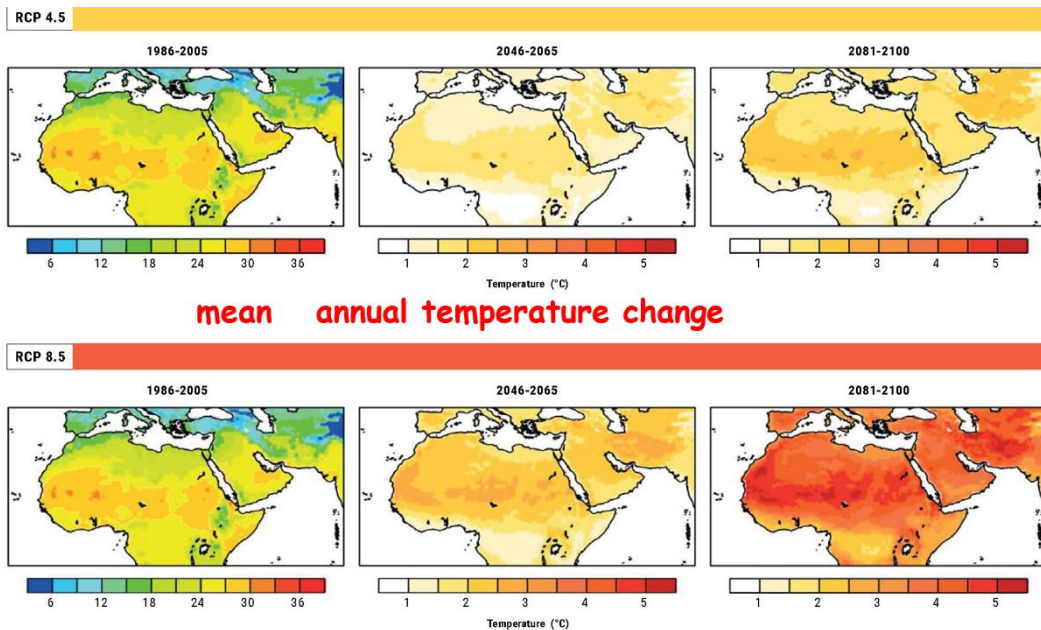 RCP 4.5
1986-2005 2046-2065 2081-2100
6 12 18 24 30 36 1 2 3 4 5 1 2 3 4 5
Temperature (°C)
mean annual temperature change
RCP 8.5
1986-2005 2046-2065 2081-2100
6 12 18 24 30 36 1 2 3 4 5 1 2 3 4 5
Temperature (°C)